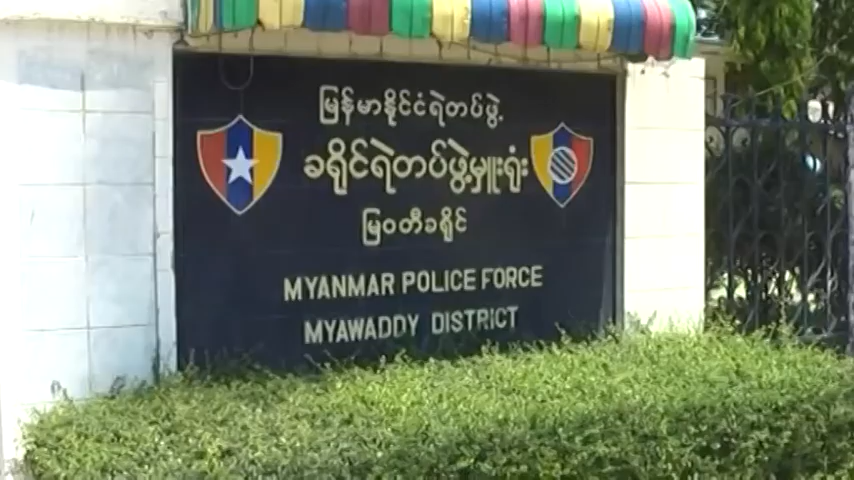 မြန်မာနိုင်ငံရဲတပ်ဖွဲ့
ခရိုင်ရဲတပ်ဖွဲ့မှူးရုံး
မြဝတီခရိုင်
MYANMAR POLICE FORCE
MYAWADDY DISTRICT